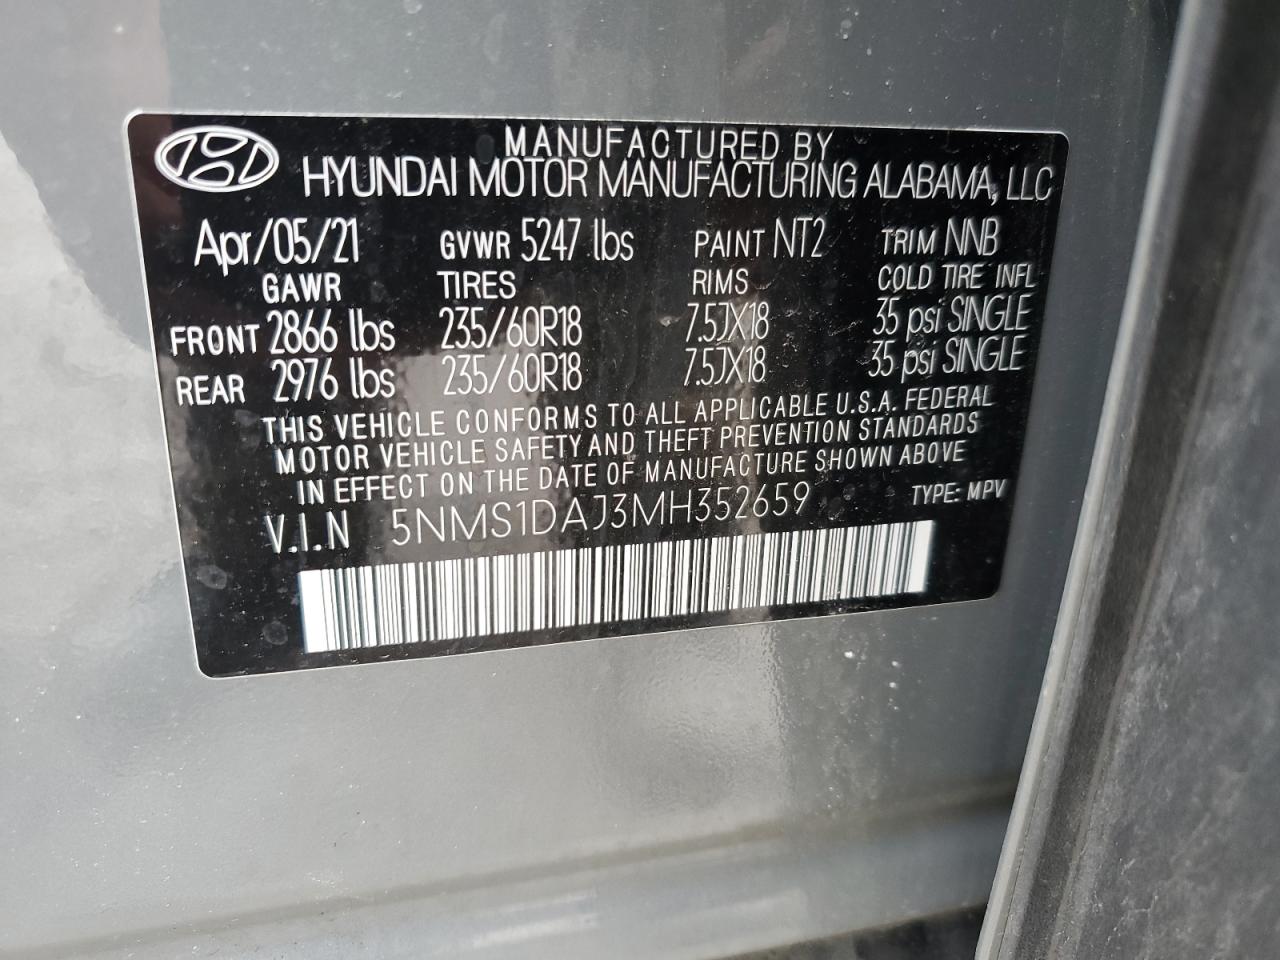 MANUFACTURED BY
HYUNDAI MOTOR MANUFACTURING ALABAMA, LLC
Apr/05/21 GVWR 5247 lbs PAINT NT2 TRIM NNB
GAWR TIRES RIMS COLD TIRE INFL
FRONT 2866 lbs 235/60R18 7.5JX18 35 psi SINGLE
REAR 2976 lbs 235/60R18 7.5JX18 35 psi SINGLE
THIS VEHICLE CONFORMS TO ALL APPLICABLE U.S.A. FEDERAL
MOTOR VEHICLE SAFETY AND THEFT PREVENTION STANDARDS
IN EFFECT ON THE DATE OF MANUFACTURE SHOWN ABOVE
V.I.N 5NMS1DAJ3MH352659 TYPE: MPV